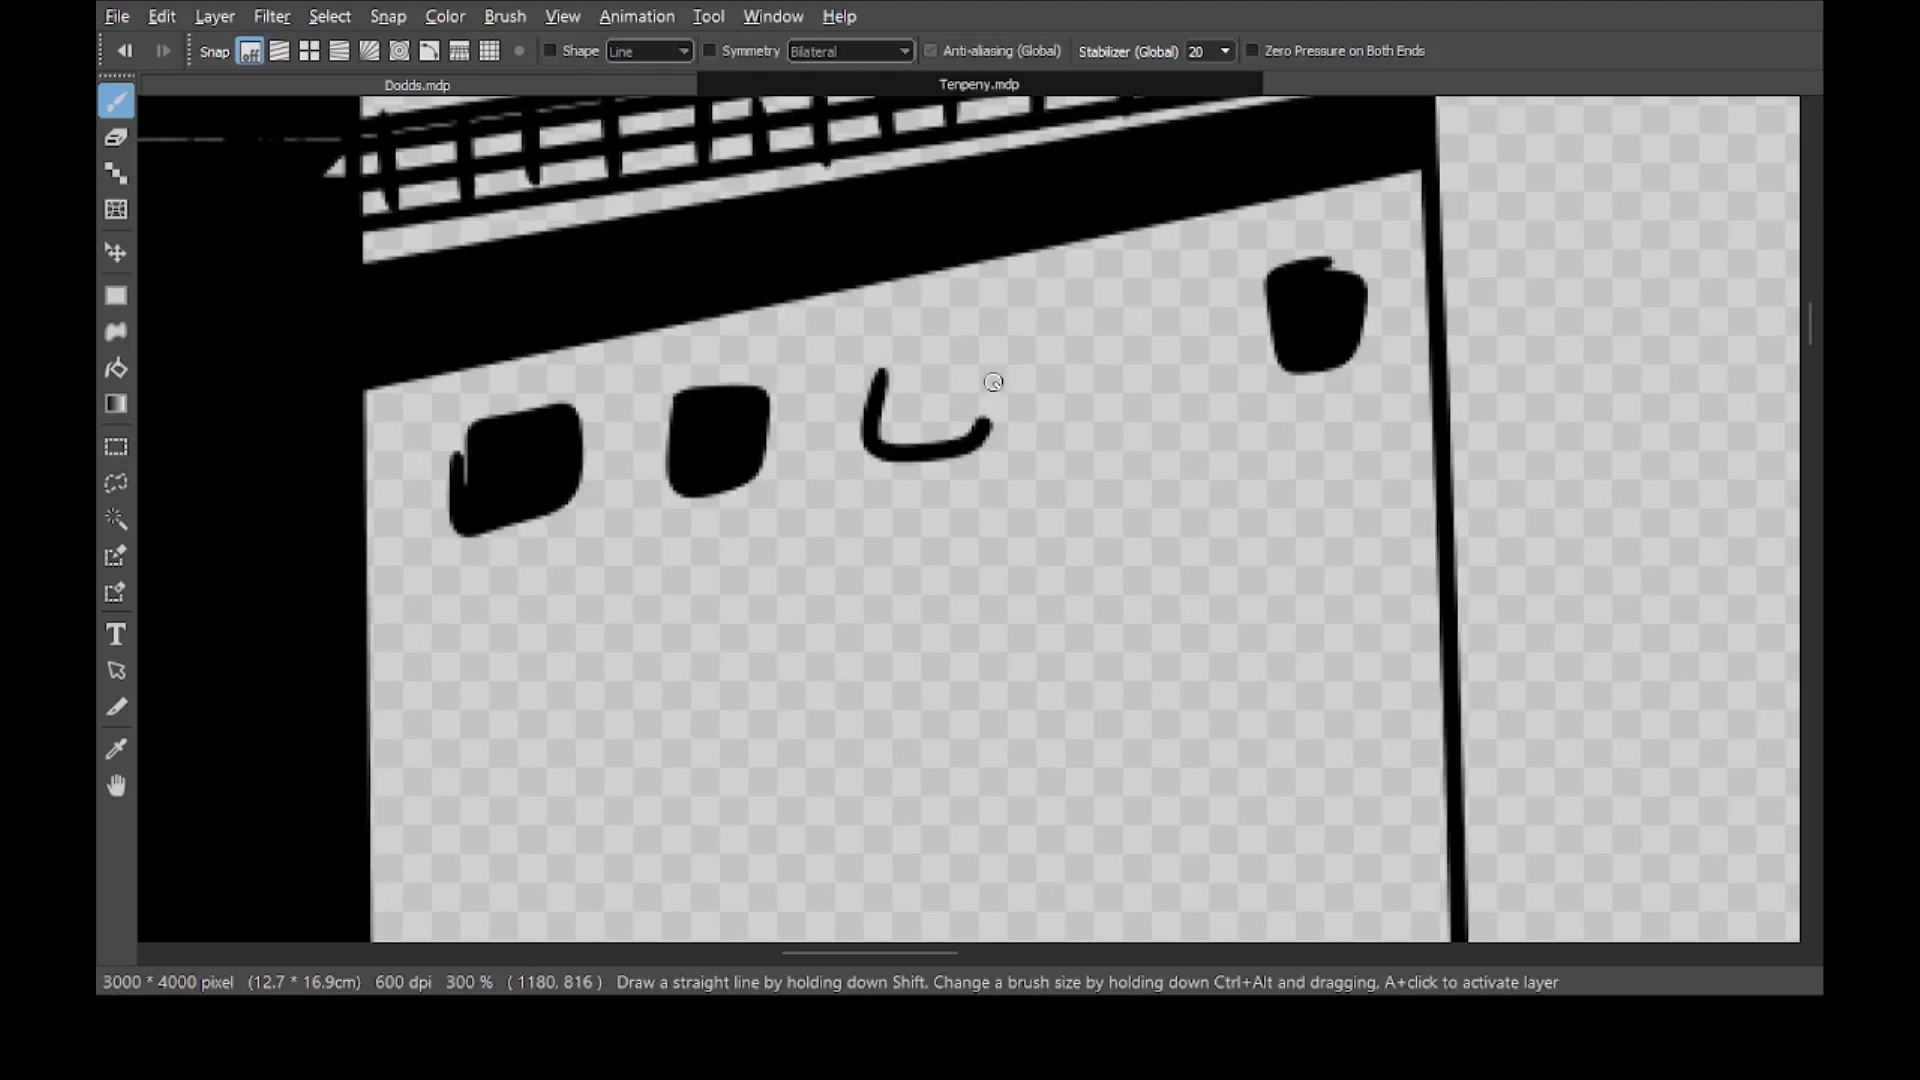 File Edit Layer Filter Select Snap Color Brush View Animation Tool Window Help
Snap off Shape Line Symmetry Bilateral Anti-aliasing (Global) Stabilizer (Global) 20 Zero Pressure on Both Ends
Dodds.mdp Tenpeny.mdp
T
3000 * 4000 pixel (12.7 * 16.9cm) 600 dpi 300 % ( 1180, 816 ) Draw a straight line by holding down Shift. Change a brush size by holding down Ctrl+Alt and dragging. A+click to activate layer